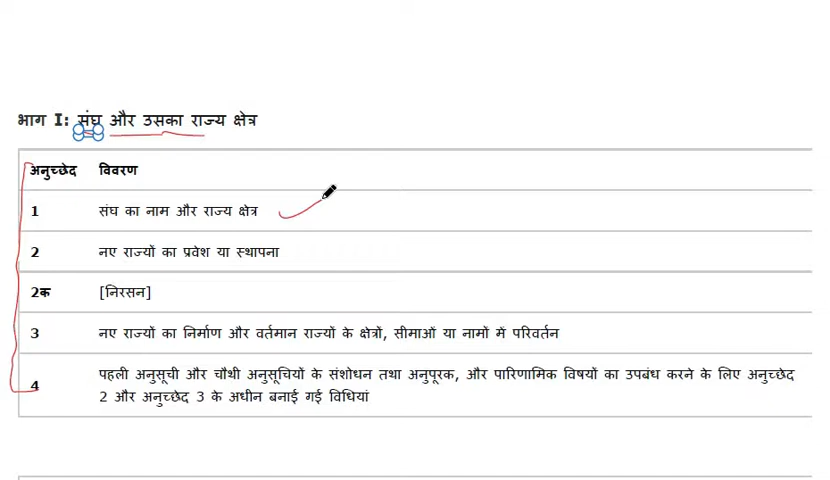 भाग I: संघ और उसका राज्य क्षेत्र
अनुच्छेद विवरण
1 संघ का नाम और राज्य क्षेत्र
2 नए राज्यों का प्रवेश या स्थापना
2क [निरसन]
3 नए राज्यों का निर्माण और वर्तमान राज्यों के क्षेत्रों, सीमाओं या नामों में परिवर्तन
4 पहली अनुसूची और चौथी अनुसूचियों के संशोधन तथा अनुपूरक, और पारिणामिक विषयों का उपबंध करने के लिए अनुच्छेद
2 और अनुच्छेद 3 के अधीन बनाई गई विधियां